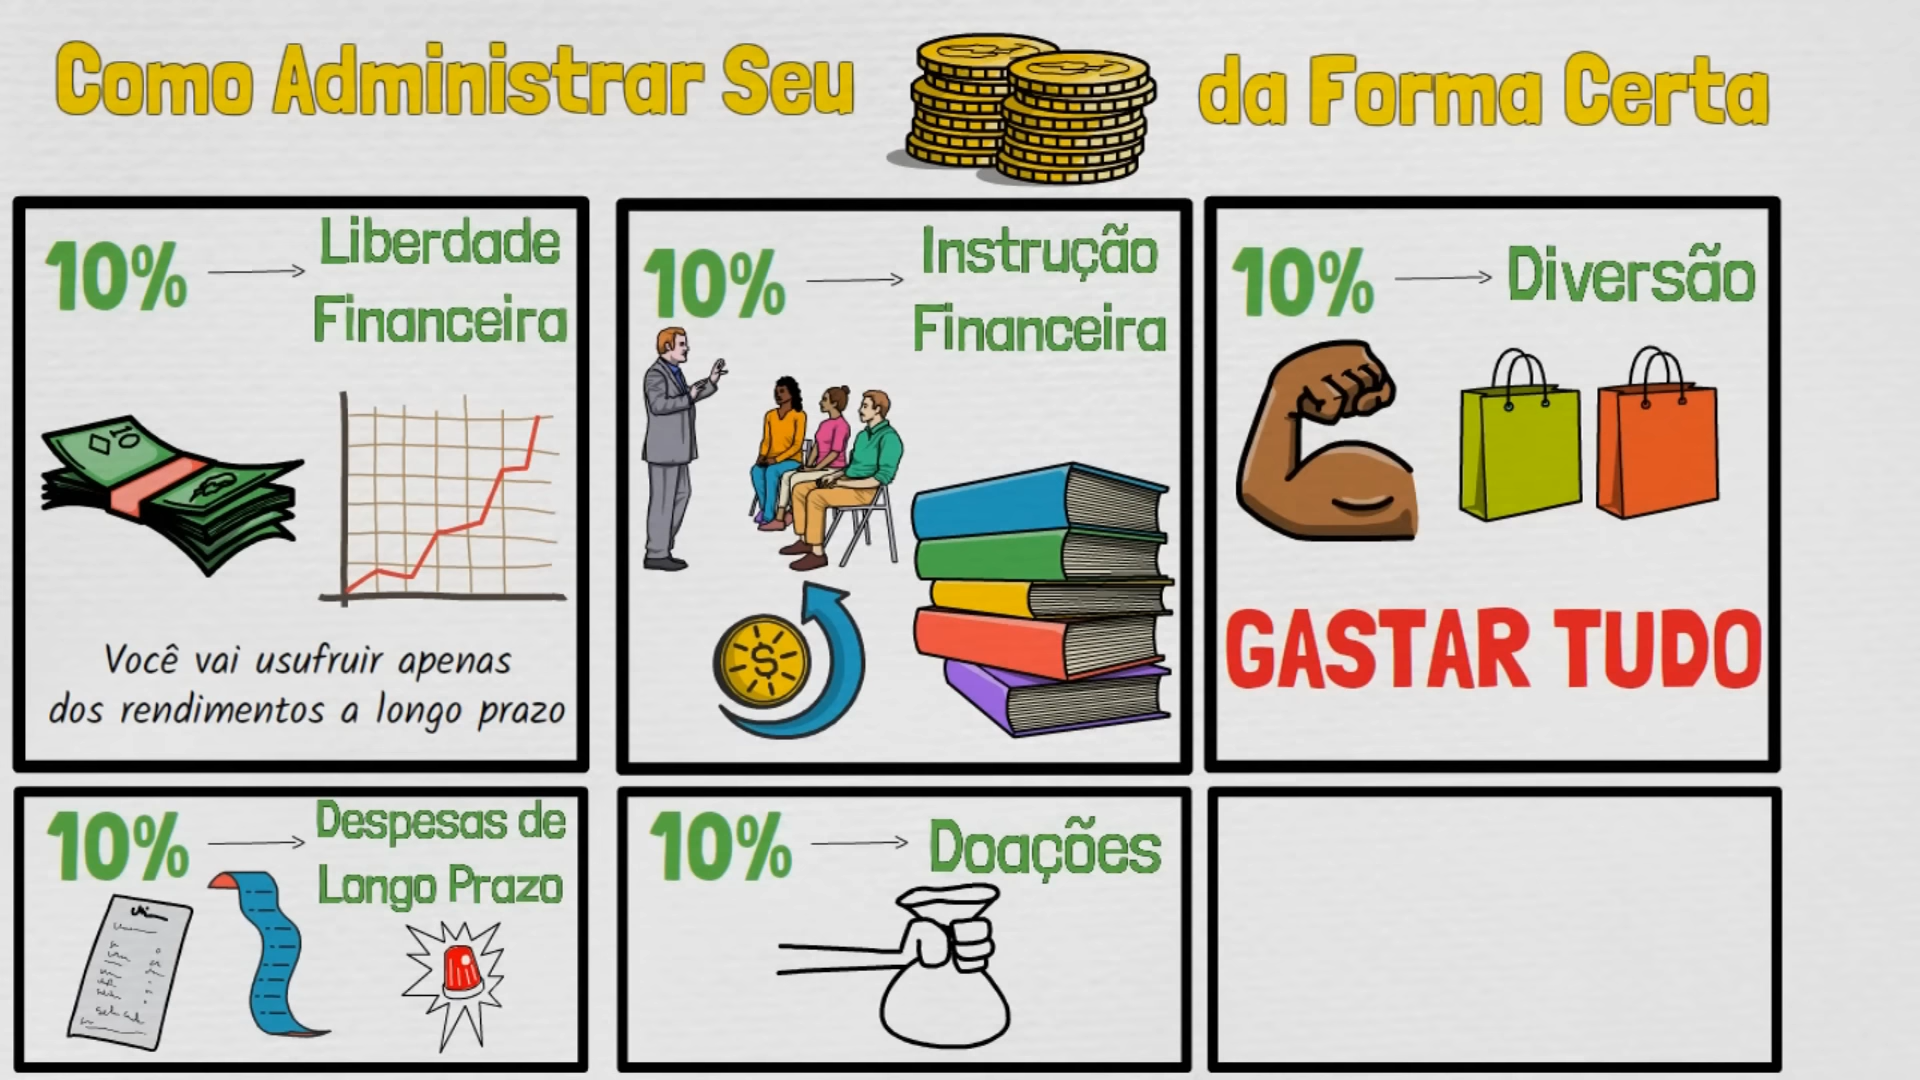 Como Administrar Seu da Forma Certa
10% Liberdade
Financeira
Você vai usufruir apenas
dos rendimentos a longo prazo
10% Instrução
Financeira
$
10% Diversão
GASTAR TUDO
10% Despesas de
Longo Prazo
10% Doações